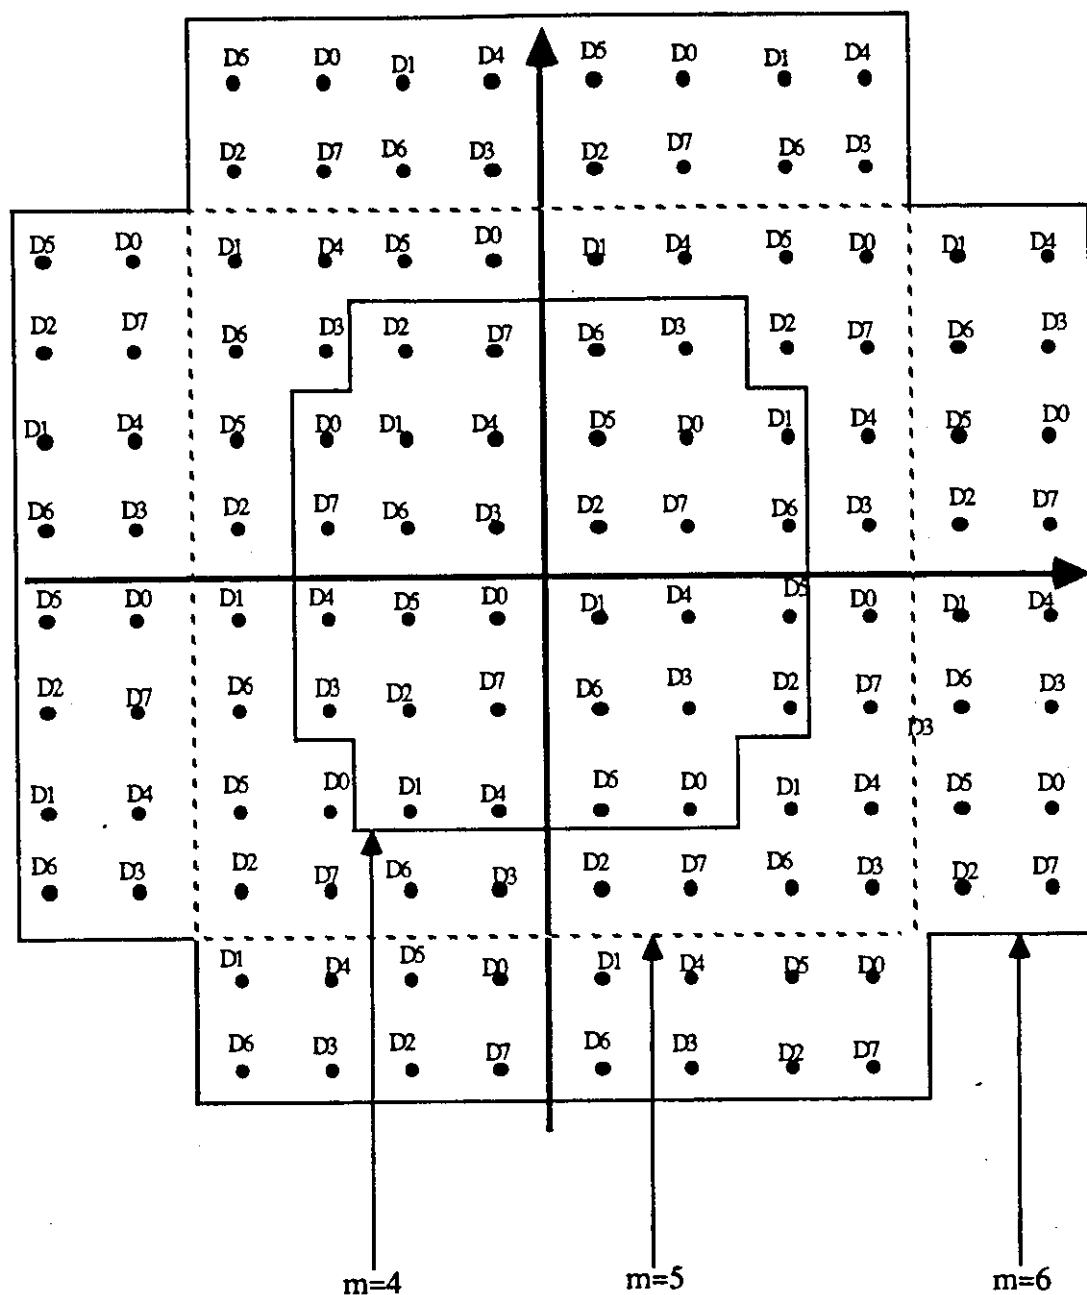 D5 D0 D1 D4 D5 D0 D1 D4
D2 D7 D6 D3 D2 D7 D6 D3
D5 D0 D1 D4 D5 D0 D1 D4 D5 D0 D1 D4
D2 D7 D6 D3 D2 D7 D6 D3 D2 D7 D6 D3
D1 D4 D5 D0 D1 D4 D5 D0 D1 D4 D5 D0
D6 D3 D2 D7 D6 D3 D2 D7 D6 D3 D2 D7
D5 D0 D1 D4 D5 D0 D1 D4 D5 D0 D1 D4
D2 D7 D6 D3 D2 D7 D6 D3 D2 D7 D6 D3
D3
D1 D4 D5 D0 D1 D4 D5 D0 D1 D4 D5 D0
D6 D3 D2 D7 D6 D3 D2 D7 D6 D3 D2 D7
D1 D4 D5 D0 D1 D4 D5 D0
D6 D3 D2 D7 D6 D3 D2 D7
m=4 m=5 m=6